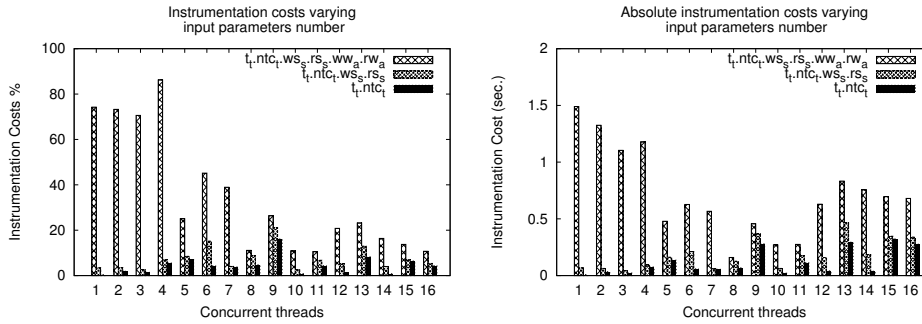 Instrumentation costs varying
input parameters number
Instrumentation Costs %
100
80
60
40
20
0
t_t.ntc_t.ws_s.rs_s.ww_a.rw_a
t_t.ntc_t.ws_s.rs_s
t_t.ntc_t
1 2 3 4 5 6 7 8 9 10 11 12 13 14 15 16
Concurrent threads
Absolute instrumentation costs varying
input parameters number
Instrumentation Cost (sec.)
2
1.5
1
0.5
0
t_t.ntc_t.ws_s.rs_s.ww_a.rw_a
t_t.ntc_t.ws_s.rs_s
t_t.ntc_t
1 2 3 4 5 6 7 8 9 10 11 12 13 14 15 16
Concurrent threads